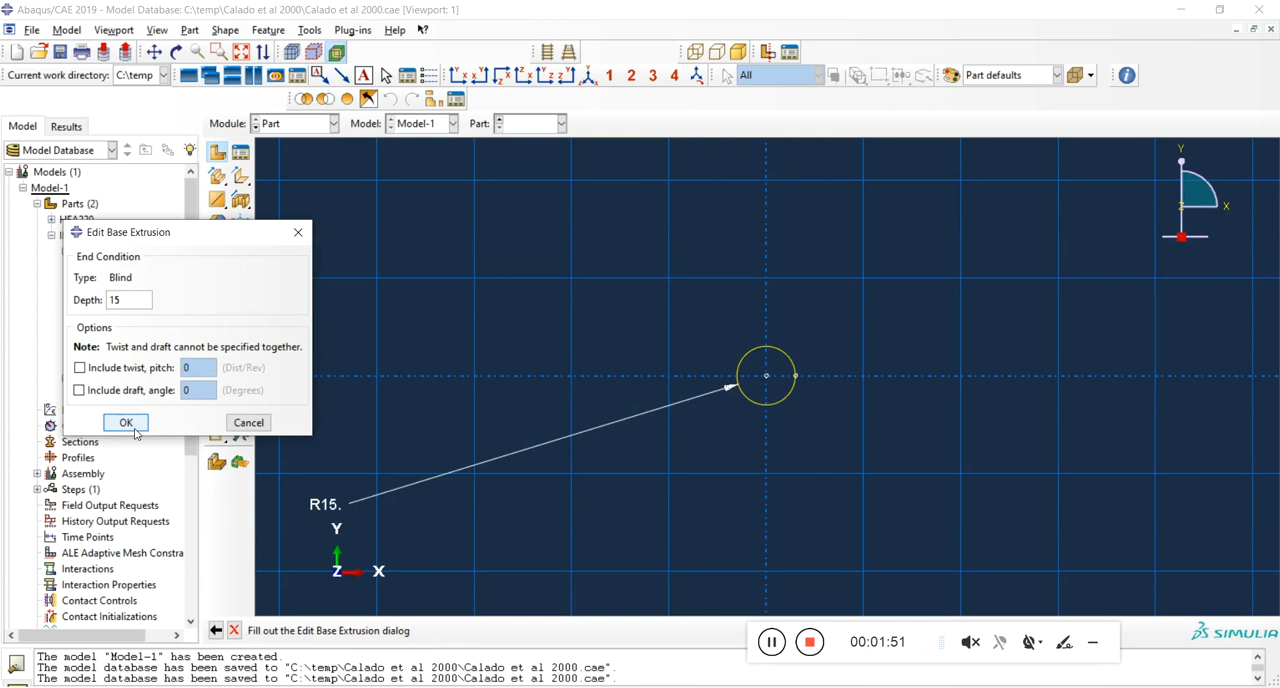 Abaqus/CAE 2019 - Model Database: C:\temp\Calado et al 2000\Calado et al 2000.cae [Viewport: 1]
File Model Viewport View Part Shape Feature Tools Plug-ins Help
Current work directory: C:\temp 1 2 3 4 All Part defaults
Model Results Module: Part Model: Model-1 Part:
Model Database
Models (1)
Model-1
Parts (2)
Edit Base Extrusion
End Condition
Type: Blind
Depth: 15
Options
Note: Twist and draft cannot be specified together.
Include twist, pitch: 0 (Dist/Rev)
Include draft, angle: 0 (Degrees)
OK Cancel
Sections
Profiles
Assembly
Steps (1)
Field Output Requests
History Output Requests
Time Points
ALE Adaptive Mesh Constra
Interactions
Interaction Properties
Contact Controls
Contact Initializations
Y
Z X
R15.
Y
Z X
Fill out the Edit Base Extrusion dialog
00:01:51
SIMULIA
The model "Model-1" has been created.
The model database has been saved to "C:\temp\Calado et al 2000\Calado et al 2000.cae".
The model database has been saved to "C:\temp\Calado et al 2000\Calado et al 2000.cae".